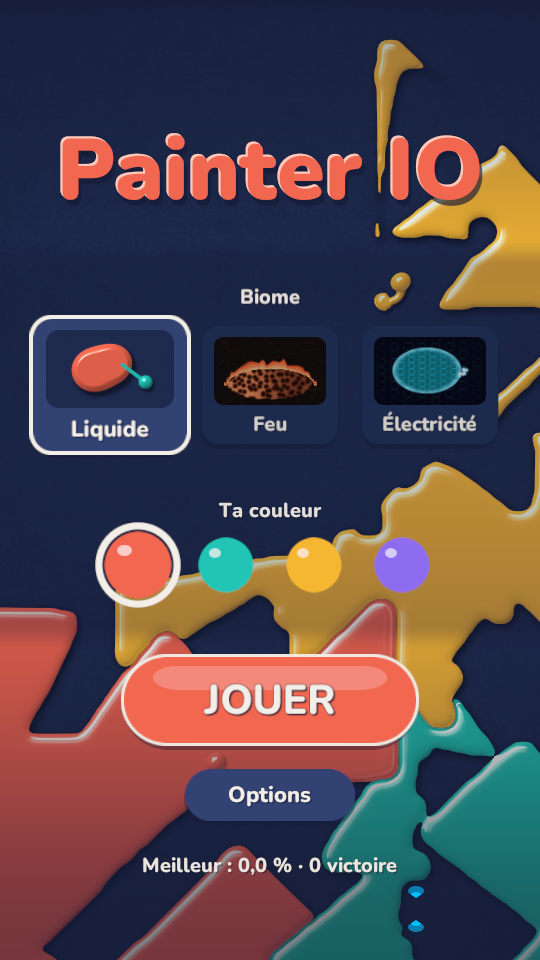 Painter IO
Biome
Liquide
Feu
Électricité
Ta couleur
JOUER
Options
Meilleur : 0,0 % · 0 victoire